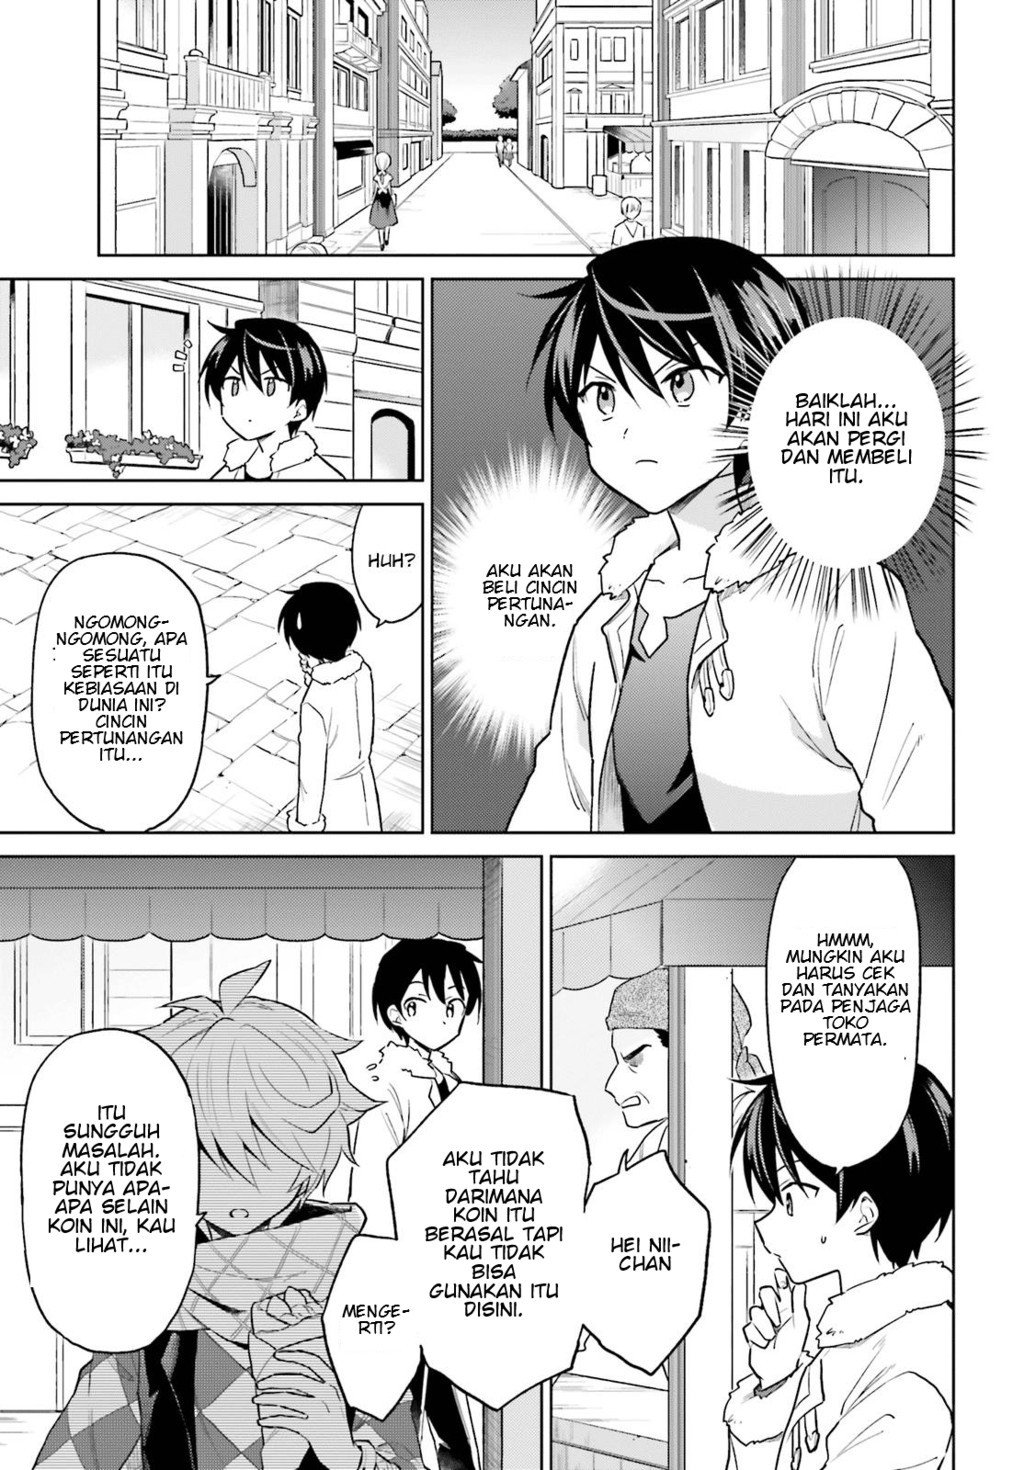 BAIKLAH...
HARI INI AKU
AKAN PERGI
DAN MEMBELI
ITU.
AKU AKAN
BELI CINCIN
PERTUNA-
NGAN.
HUH?
NGOMONG-
NGOMONG, APA
SESUATU
SEPERTI ITU
KEBIASAAN DI
DUNIA INI?
CINCIN
PERTUNANGAN
ITU...
HMMM,
MUNGKIN AKU
HARUS CEK
DAN TANYAKAN
PADA PENJAGA
TOKO
PERMATA.
HEI NII-
CHAN
AKU TIDAK
TAHU
DARIMANA
KOIN ITU
BERASAL TAPI
KAU TIDAK
BISA
GUNAKAN ITU
DISINI.
MENGE-
RTI?
ITU
SUNGGUH
MASALAH.
AKU TIDAK
PUNYA APA-
APA SELAIN
KOIN INI, KAU
LIHAT...